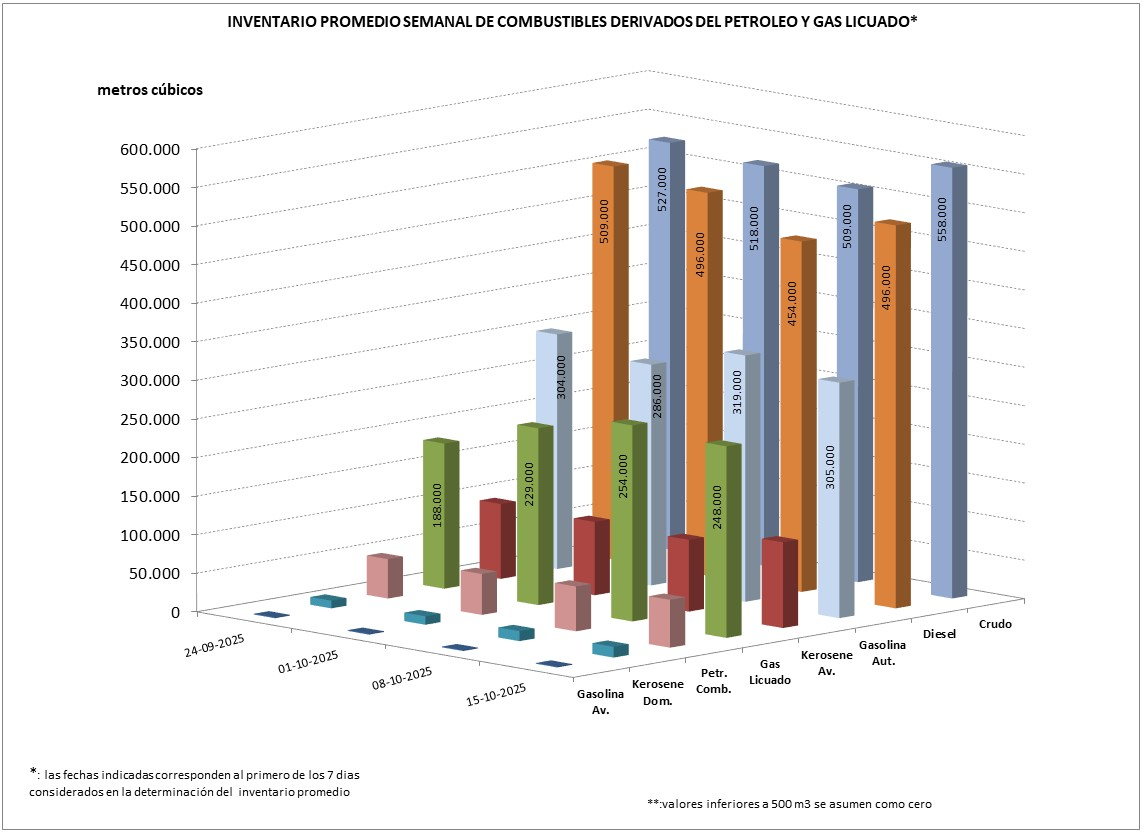 INVENTARIO PROMEDIO SEMANAL DE COMBUSTIBLES DERIVADOS DEL PETROLEO Y GAS LICUADO*
metros cúbicos
600.000
550.000
500.000
450.000
400.000
350.000
300.000
250.000
200.000
150.000
100.000
50.000
0
509.000
527.000
496.000
518.000
454.000
509.000
496.000
558.000
304.000
286.000
319.000
305.000
188.000
229.000
254.000
248.000
24-09-2025
01-10-2025
08-10-2025
15-10-2025
Gasolina
Av.
Kerosene
Dom.
Petr.
Comb.
Gas
Licuado
Kerosene
Av.
Gasolina
Aut.
Diesel
Crudo
*: las fechas indicadas corresponden al primero de los 7 dias
considerados en la determinación del inventario promedio
**:valores inferiores a 500 m3 se asumen como cero